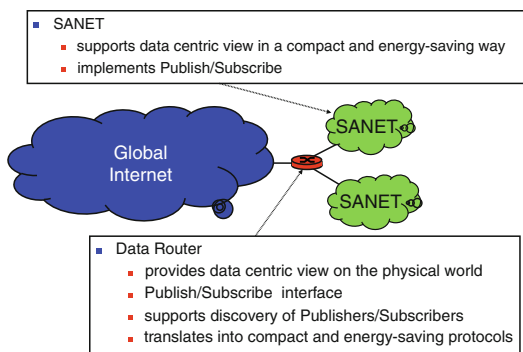 SANET
supports data centric view in a compact and energy-saving way
implements Publish/Subscribe
SANET
Global
Internet
SANET
Data Router
provides data centric view on the physical world
Publish/Subscribe interface
supports discovery of Publishers/Subscribers
translates into compact and energy-saving protocols